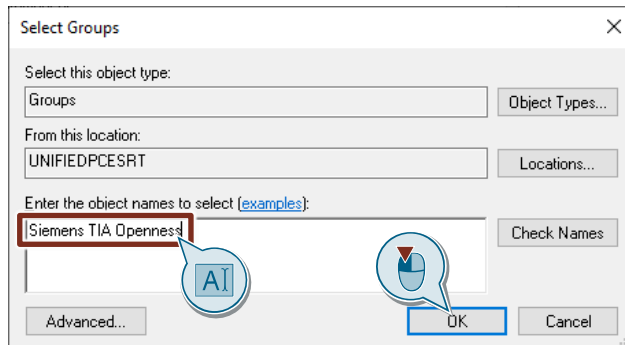 Select Groups
Select this object type:
Groups
Object Types...
From this location:
UNIFIEDPCESRT
Locations...
Enter the object names to select (examples):
Siemens TIA Openness
Check Names
A
Advanced...
OK
Cancel